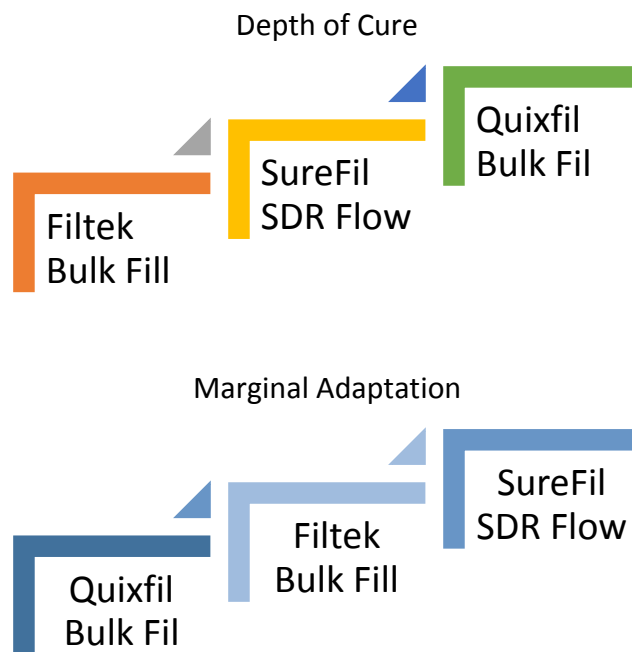 Depth of Cure
Quixfil
Bulk Fil
SureFil
SDR Flow
Filtek
Bulk Fill
Marginal Adaptation
SureFil
SDR Flow
Filtek
Bulk Fill
Quixfil
Bulk Fil